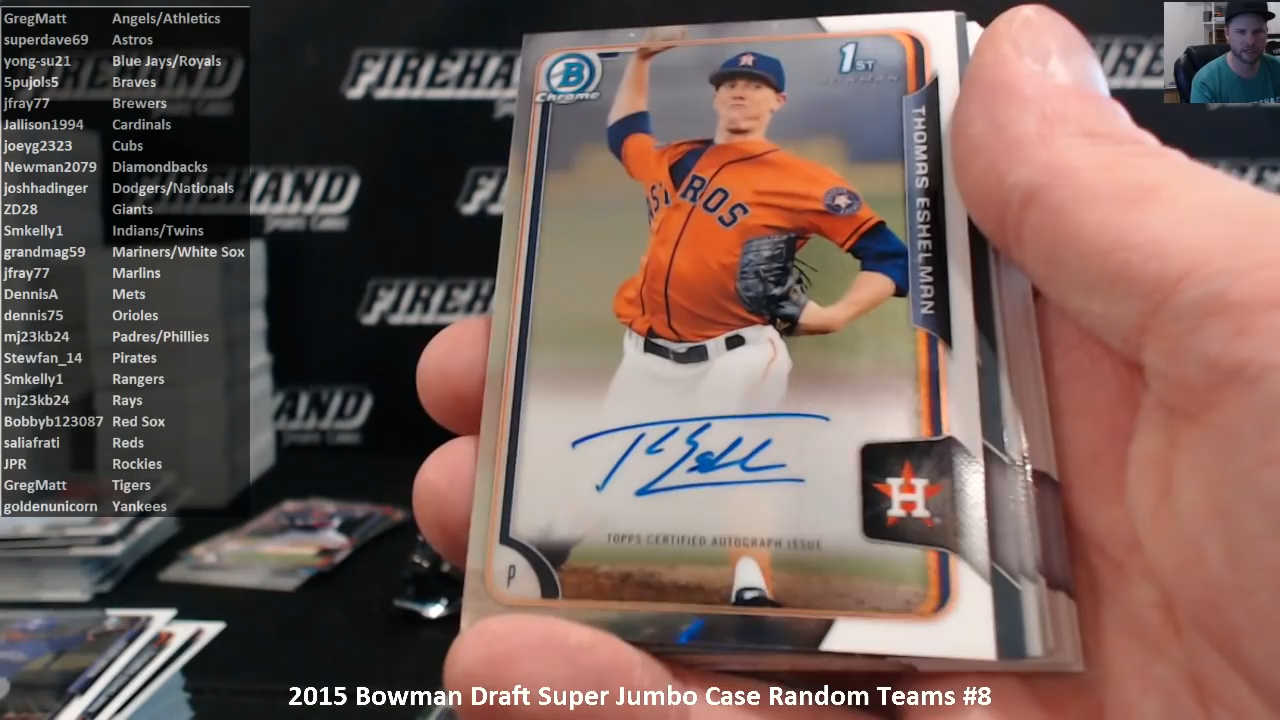 GregMatt Angels/Athletics
superdave69 Astros
yong-su21 Blue Jays/Royals
5pujols5 Braves
jfray77 Brewers
Jallison1994 Cardinals
joeyg2323 Cubs
Newman2079 Diamondbacks
joshhadinger Dodgers/Nationals
ZD28 Giants
Smkelly1 Indians/Twins
grandmag59 Mariners/White Sox
jfray77 Marlins
DennisA Mets
dennis75 Orioles
mj23kb24 Padres/Phillies
Stewfan_14 Pirates
Smkelly1 Rangers
mj23kb24 Rays
Bobbyb123087 Red Sox
saliafrati Reds
JPR Rockies
GregMatt Tigers
goldenunicorn Yankees
FIREHAND
FIREH
HAND
B
Chrome
1ST
BOWMAN
THOMAS ESHELMAN
ASTROS
H
TOPPS CERTIFIED AUTOGRAPH ISSUE
P
2015 Bowman Draft Super Jumbo Case Random Teams #8